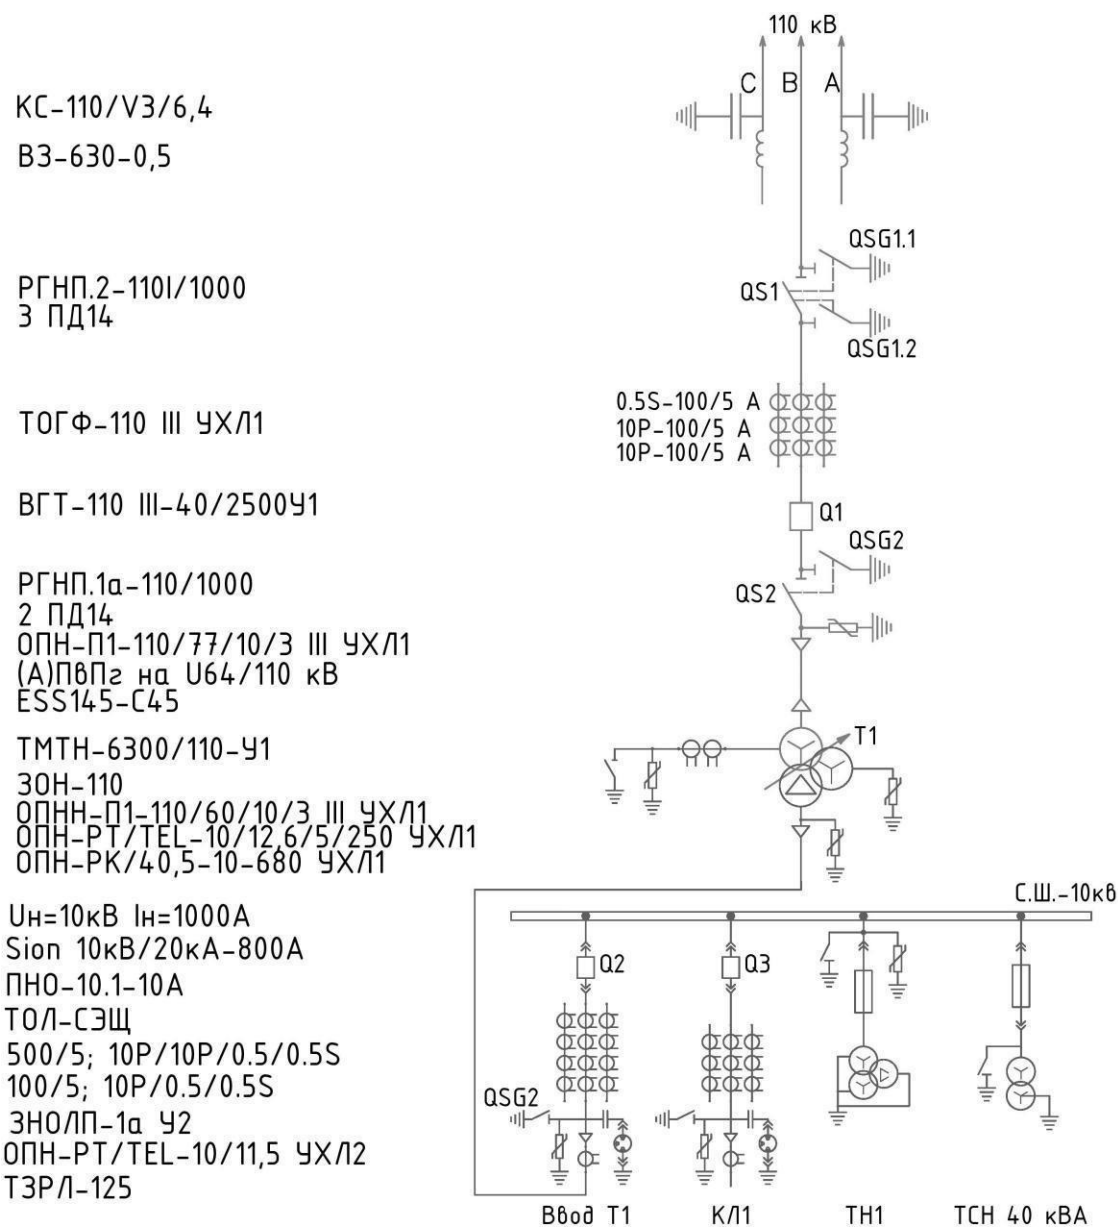 110 кВ
C B A
КС-110/УЗ/6,4
ВЗ-630-0,5
QSG1.1
РГНП.2-110I/1000
3 ПД14
QS1
QSG1.2
ТОГФ-110 III УХЛ1
0.5S-100/5 А
10Р-100/5 А
10Р-100/5 А
ВГТ-110 III-40/2500У1
Q1
QSG2
РГНП.1а-110/1000
2 ПД14
QS2
ОПН-П1-110/77/10/3 III УХЛ1
(А)ПвПг на U64/110 кВ
ESS145-C45
ТМТН-6300/110-У1
T1
ЗОН-110
ОПНН-П1-110/60/10/3 III УХЛ1
ОПН-РТ/TEL-10/12,6/5/250 УХЛ1
ОПН-РК/40,5-10-680 УХЛ1
С.Ш.-10кв
Uн=10кВ Iн=1000А
Sion 10кВ/20кА-800А
Q2 Q3
ПНО-10.1-10А
ТОЛ-СЭЩ
500/5; 10Р/10Р/0.5/0.5S
100/5; 10Р/0.5/0.5S
QSG2
ЗНОЛП-1а У2
ОПН-РТ/TEL-10/11,5 УХЛ2
ТЗРЛ-125
Ввод Т1 КЛ1 ТН1 ТСН 40 кВА